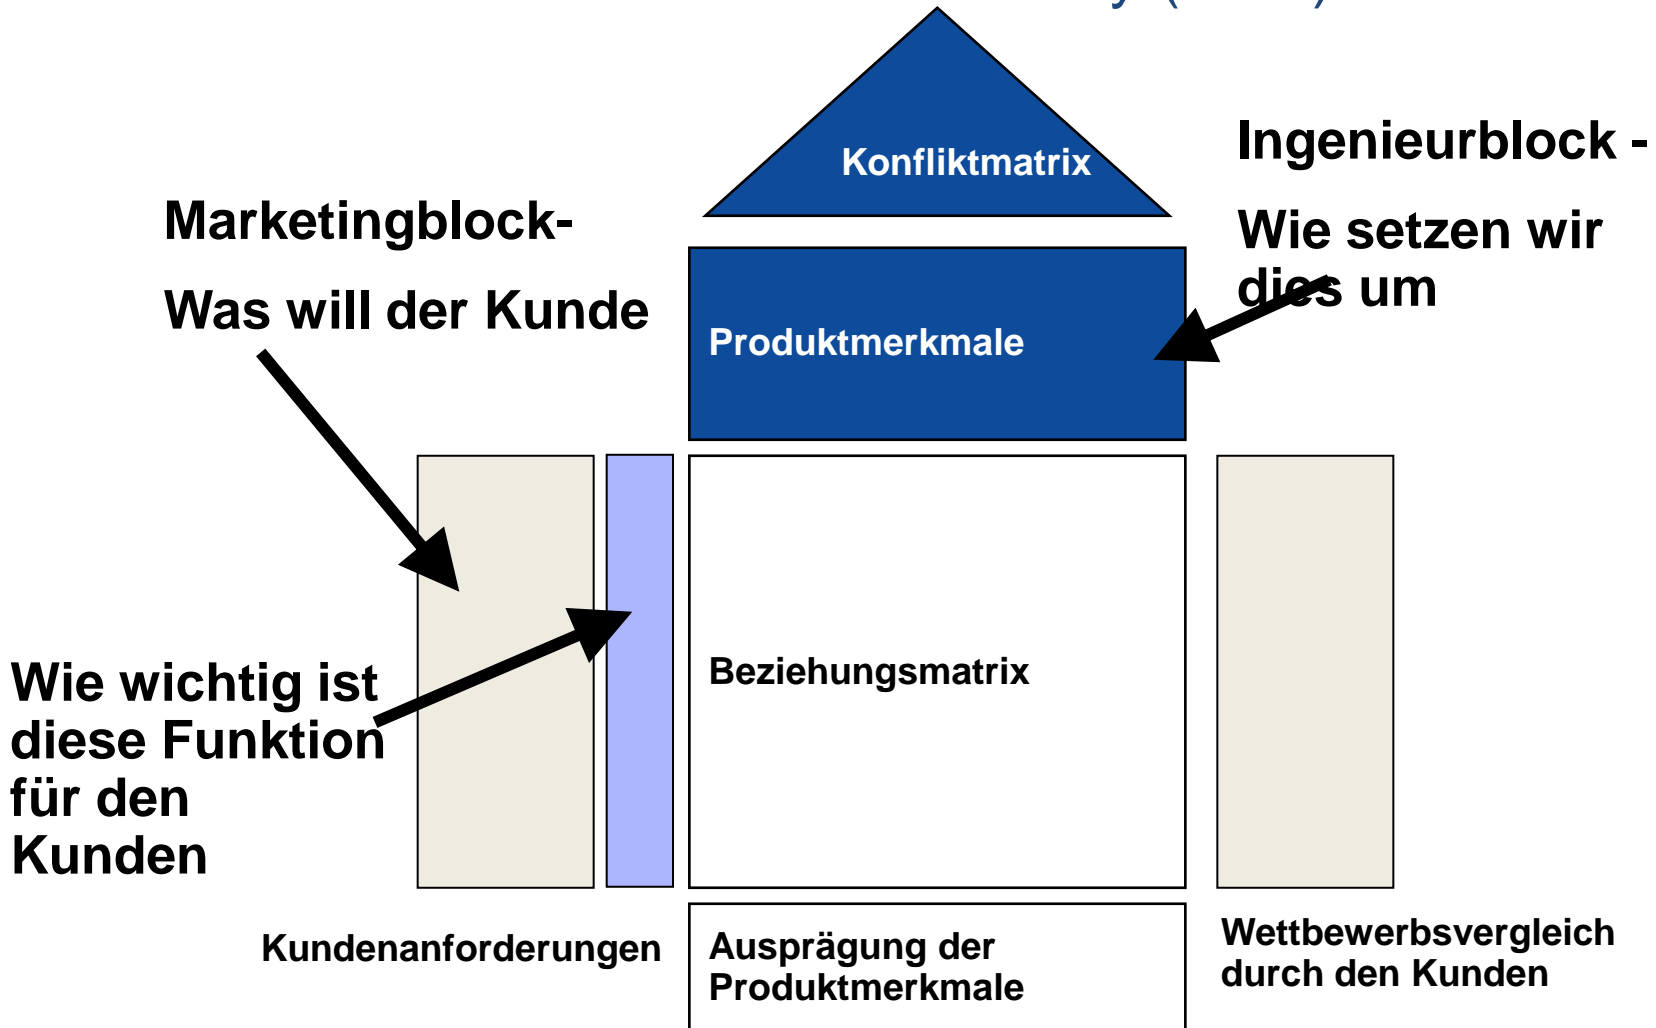 Konfliktmatrix
Ingenieurblock -
Wie setzen wir
dies um
Marketingblock-
Was will der Kunde
Produktmerkmale
Wie wichtig ist
diese Funktion
für den
Kunden
Beziehungsmatrix
Kundenanforderungen
Ausprägung der
Produktmerkmale
Wettbewerbsvergleich
durch den Kunden